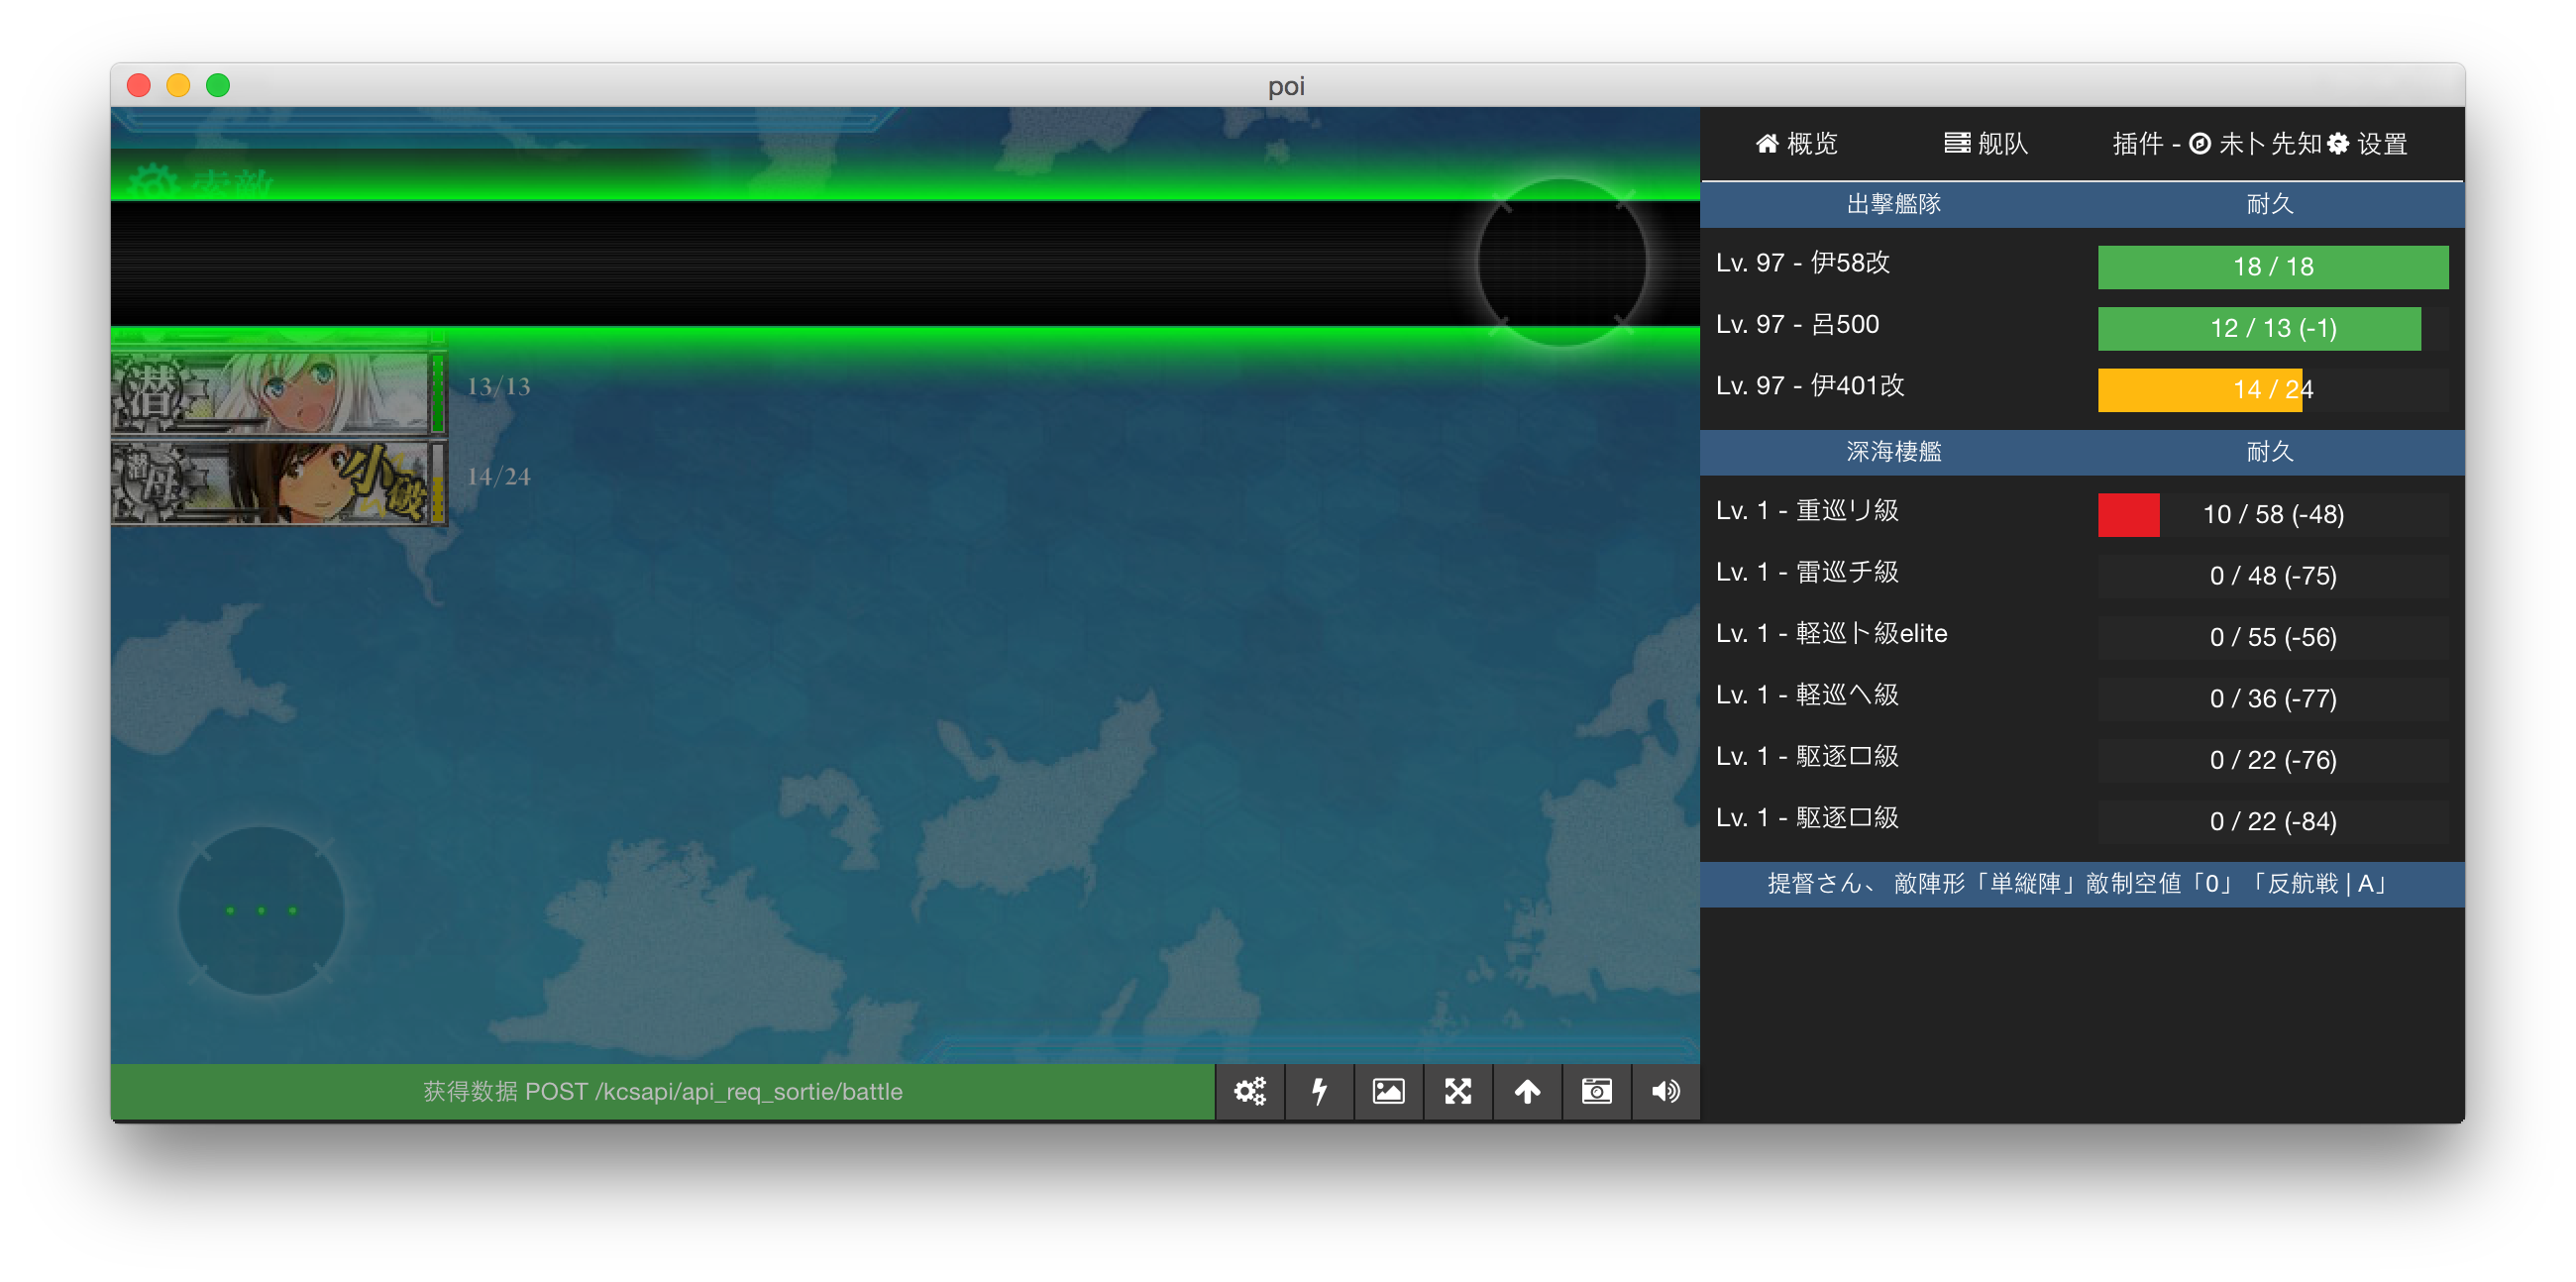 poi
概览 舰队 插件 - 未卜先知 设置
索敵
出撃艦隊 耐久
Lv. 97 - 伊58改 18 / 18
Lv. 97 - 呂500 12 / 13 (-1)
Lv. 97 - 伊401改 14 / 24
潜 13/13
潜母 小破 14/24
深海棲艦 耐久
Lv. 1 - 重巡リ級 10 / 58 (-48)
Lv. 1 - 雷巡チ級 0 / 48 (-75)
Lv. 1 - 軽巡ト級elite 0 / 55 (-56)
Lv. 1 - 軽巡ヘ級 0 / 36 (-77)
Lv. 1 - 駆逐ロ級 0 / 22 (-76)
Lv. 1 - 駆逐ロ級 0 / 22 (-84)
提督さん、 敵陣形「単縦陣」敵制空値「0」「反航戦 | A」
获得数据 POST /kcsapi/api_req_sortie/battle